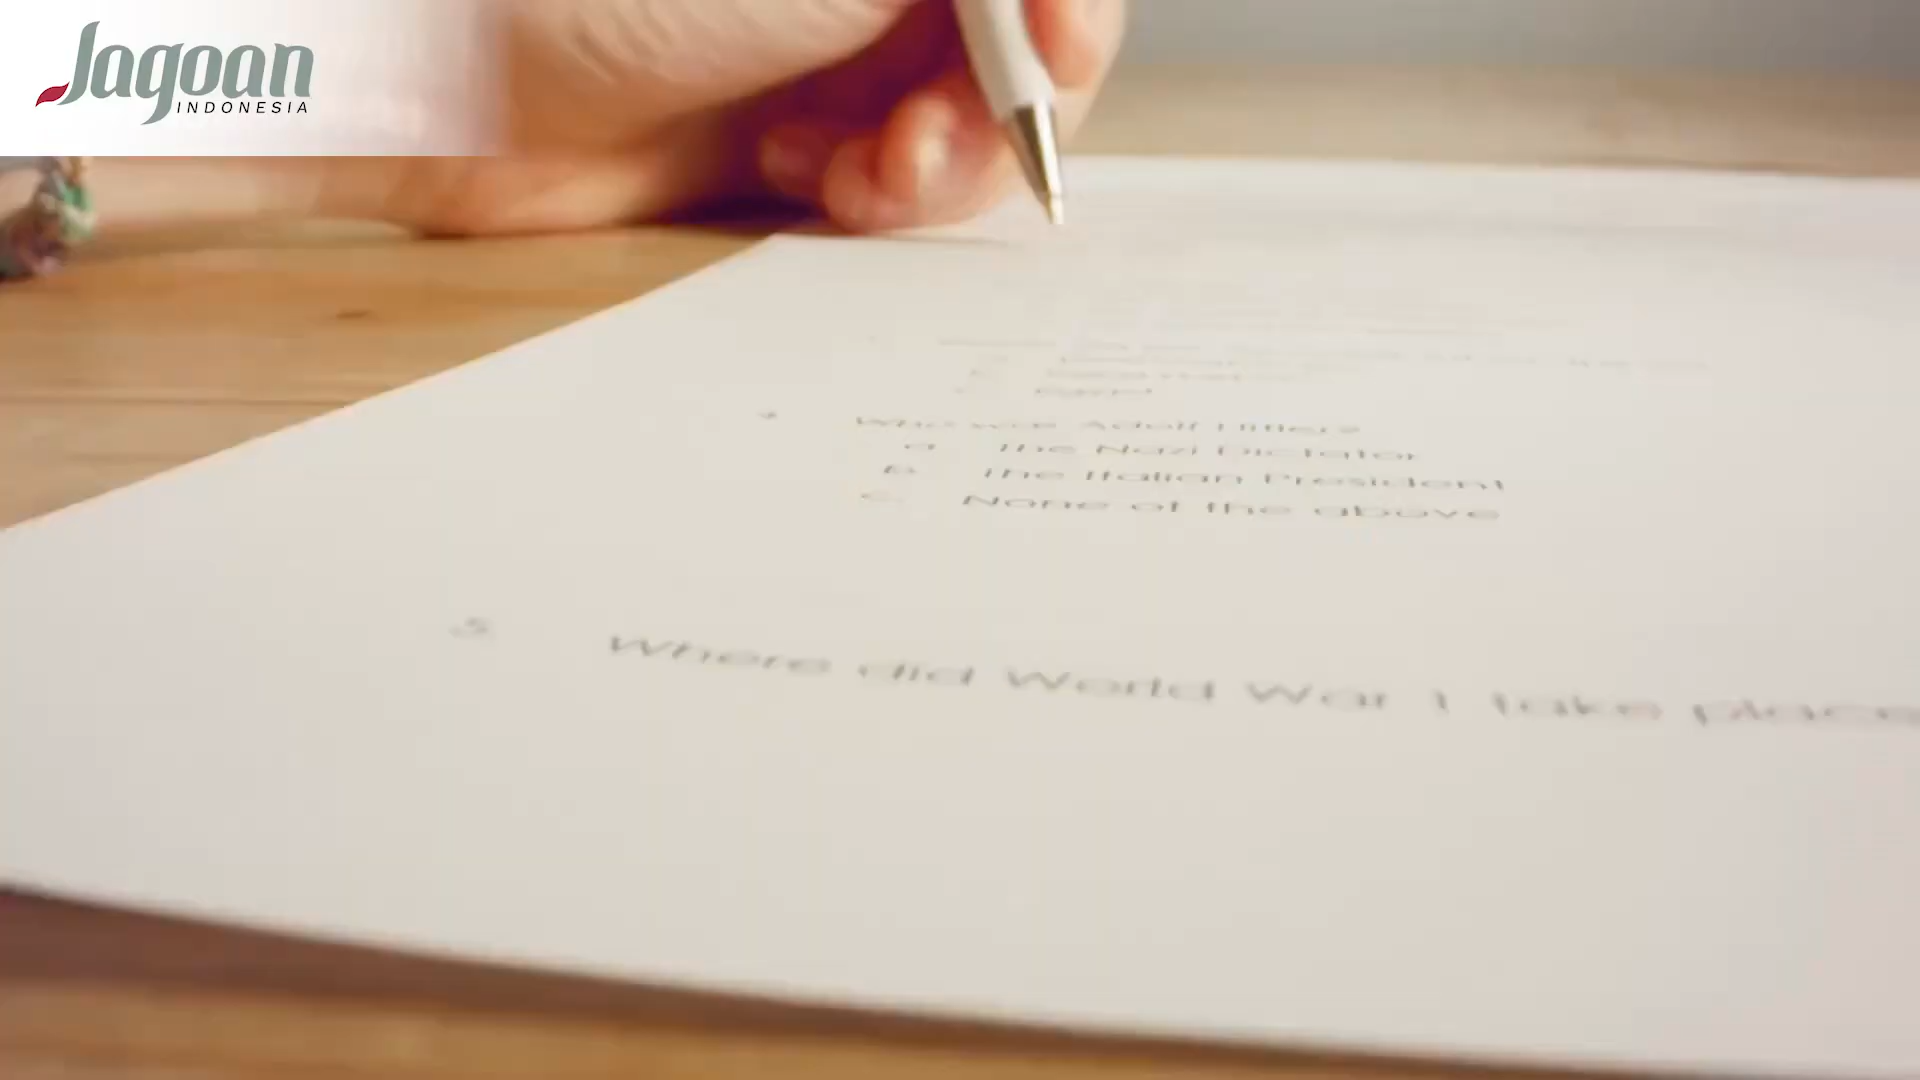 Jagoan
INDONESIA
4 Who was Adolf Hitler?
a The Nazi Dictator
b The Italian President
c. None of the above
5 Where did World War I take place